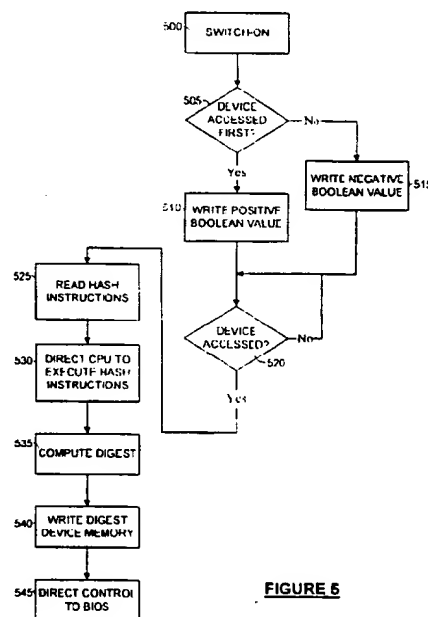 500
SWITCH-ON
505
DEVICE
ACCESSED
FIRST?
No
Yes
510
WRITE POSITIVE
BOOLEAN VALUE
WRITE NEGATIVE
BOOLEAN VALUE
515
525
READ HASH
INSTRUCTIONS
DEVICE
ACCESSED?
No
520
Yes
530
DIRECT CPU TO
EXECUTE HASH
INSTRUCTIONS
535
COMPUTE DIGEST
540
WRITE DIGEST
DEVICE MEMORY
545
DIRECT CONTROL
TO BIOS
FIGURE 5